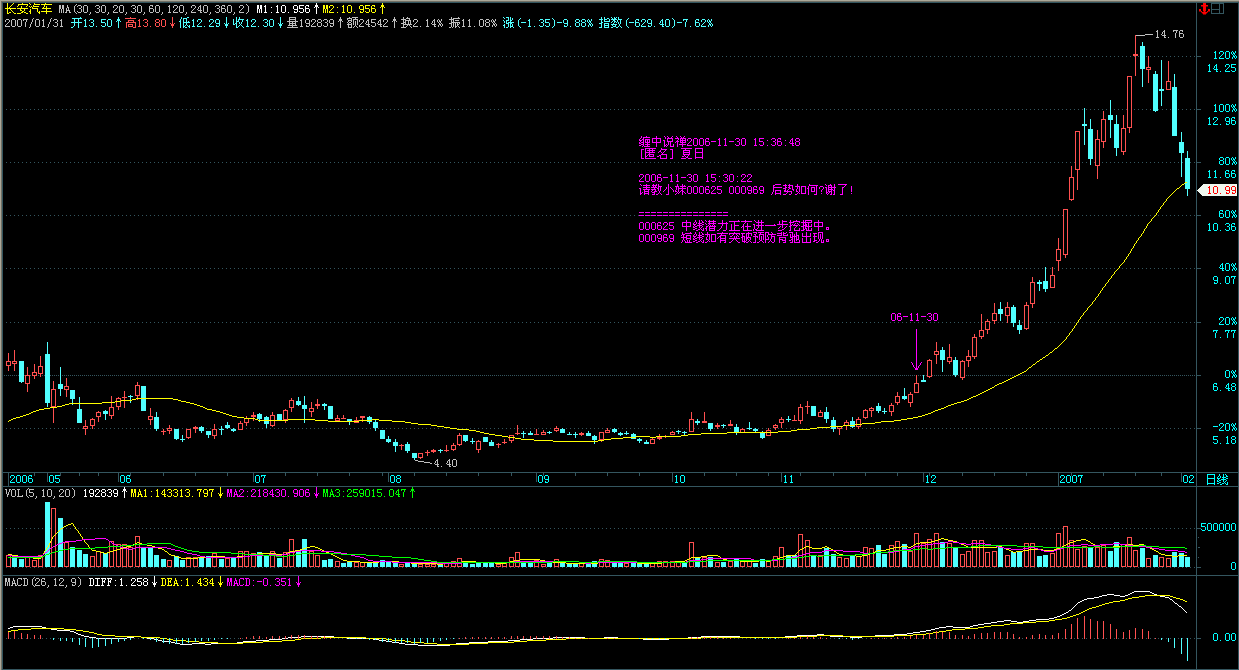 长安汽车 MA(30,30,20,30,60,120,240,360,2) M1:10.956↑M2:10.956↑
2007/01/31 开13.50↑高13.80↓低12.29↓收12.30↓量192839↑额24542↑换2.14% 振11.08% 涨(-1.35)-9.88% 指数(-629.40)-7.62%
14.76
120%
14.25
100%
12.96
缠中说禅2006-11-30 15:36:48
[匿名] 夏日
80%
11.66
2006-11-30 15:30:22
请教小妹000625 000969 后势如何?谢了!
10.99
===============
60%
000625 中线潜力正在进一步挖掘中。
10.36
000969 短线如有突破预防背驰出现。
40%
9.07
06-11-30
20%
7.77
0%
6.48
-20%
5.18
4.40
2006 05 06 07 08 09 10 11 12 2007 02 日线
VOL(5,10,20) 192839↑MA1:143313.797↓MA2:218430.906↓MA3:259015.047↑
500000
0
MACD(26,12,9) DIFF:1.258↓DEA:1.434↓MACD:-0.351↓
0.00